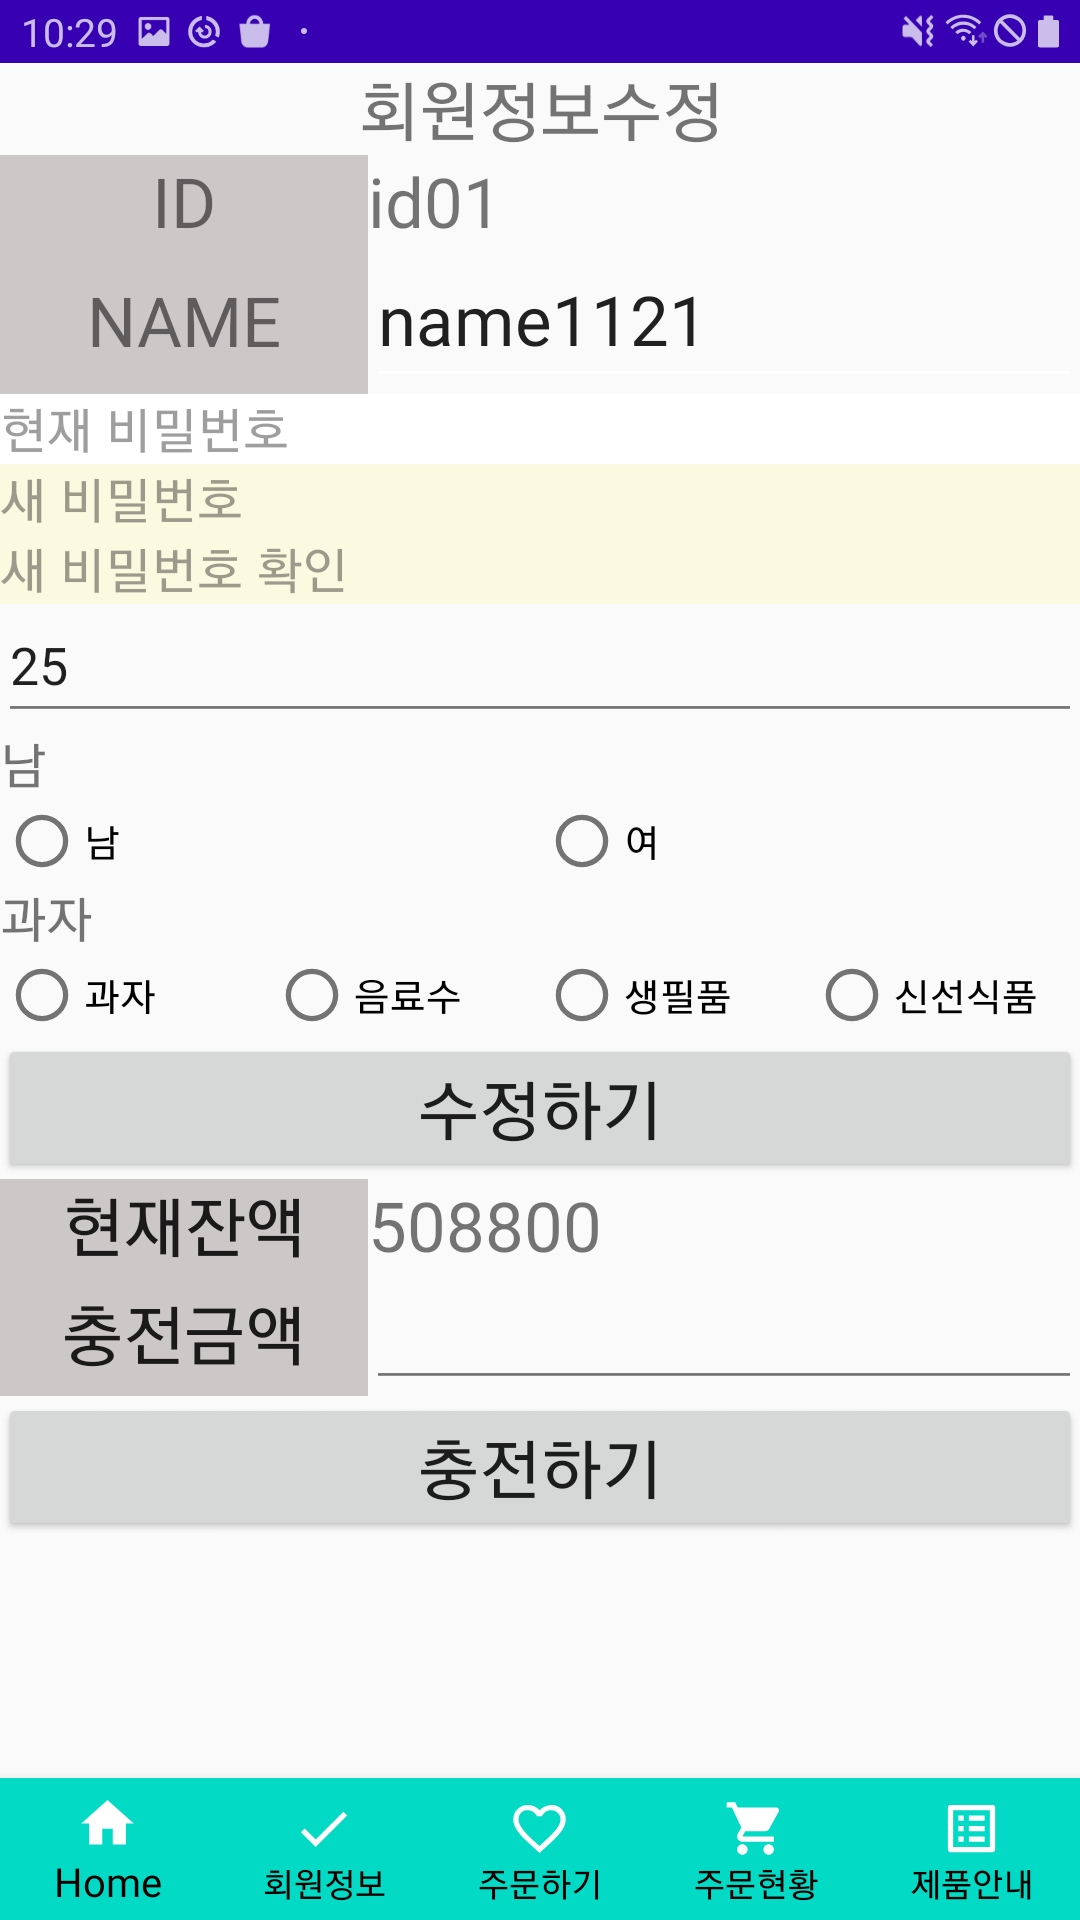 10:29
회원정보수정
ID id01
NAME name1121
현재 비밀번호
새 비밀번호
새 비밀번호 확인
25
남
남 여
과자
과자 음료수 생필품 신선식품
수정하기
현재잔액 508800
충전금액
충전하기
Home 회원정보 주문하기 주문현황 제품안내